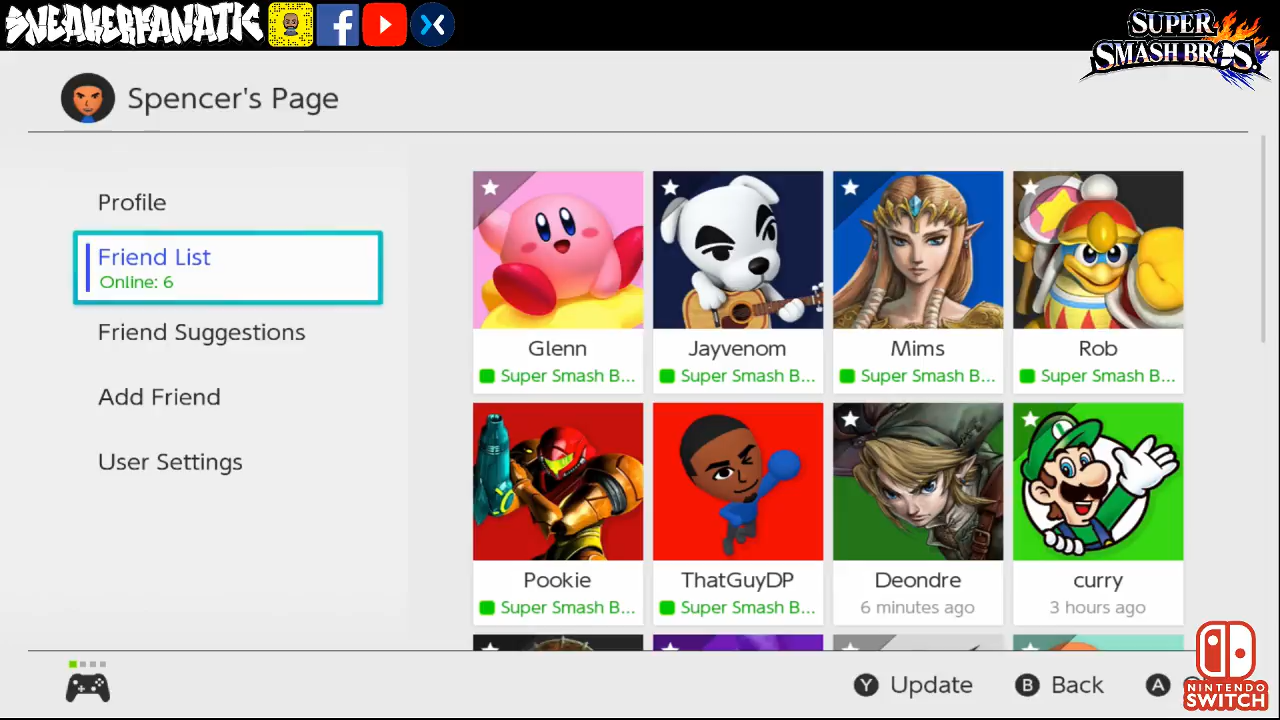 SNEAKERFANATIC
SUPER
SMASH BROS.
Spencer's Page
Profile
Friend List
Online: 6
Friend Suggestions
Add Friend
User Settings
Glenn
Super Smash B...
Jayvenom
Super Smash B...
Mims
Super Smash B...
Rob
Super Smash B...
Pookie
Super Smash B...
ThatGuyDP
Super Smash B...
Deondre
6 minutes ago
curry
3 hours ago
Y Update
B Back
A
NINTENDO
SWITCH